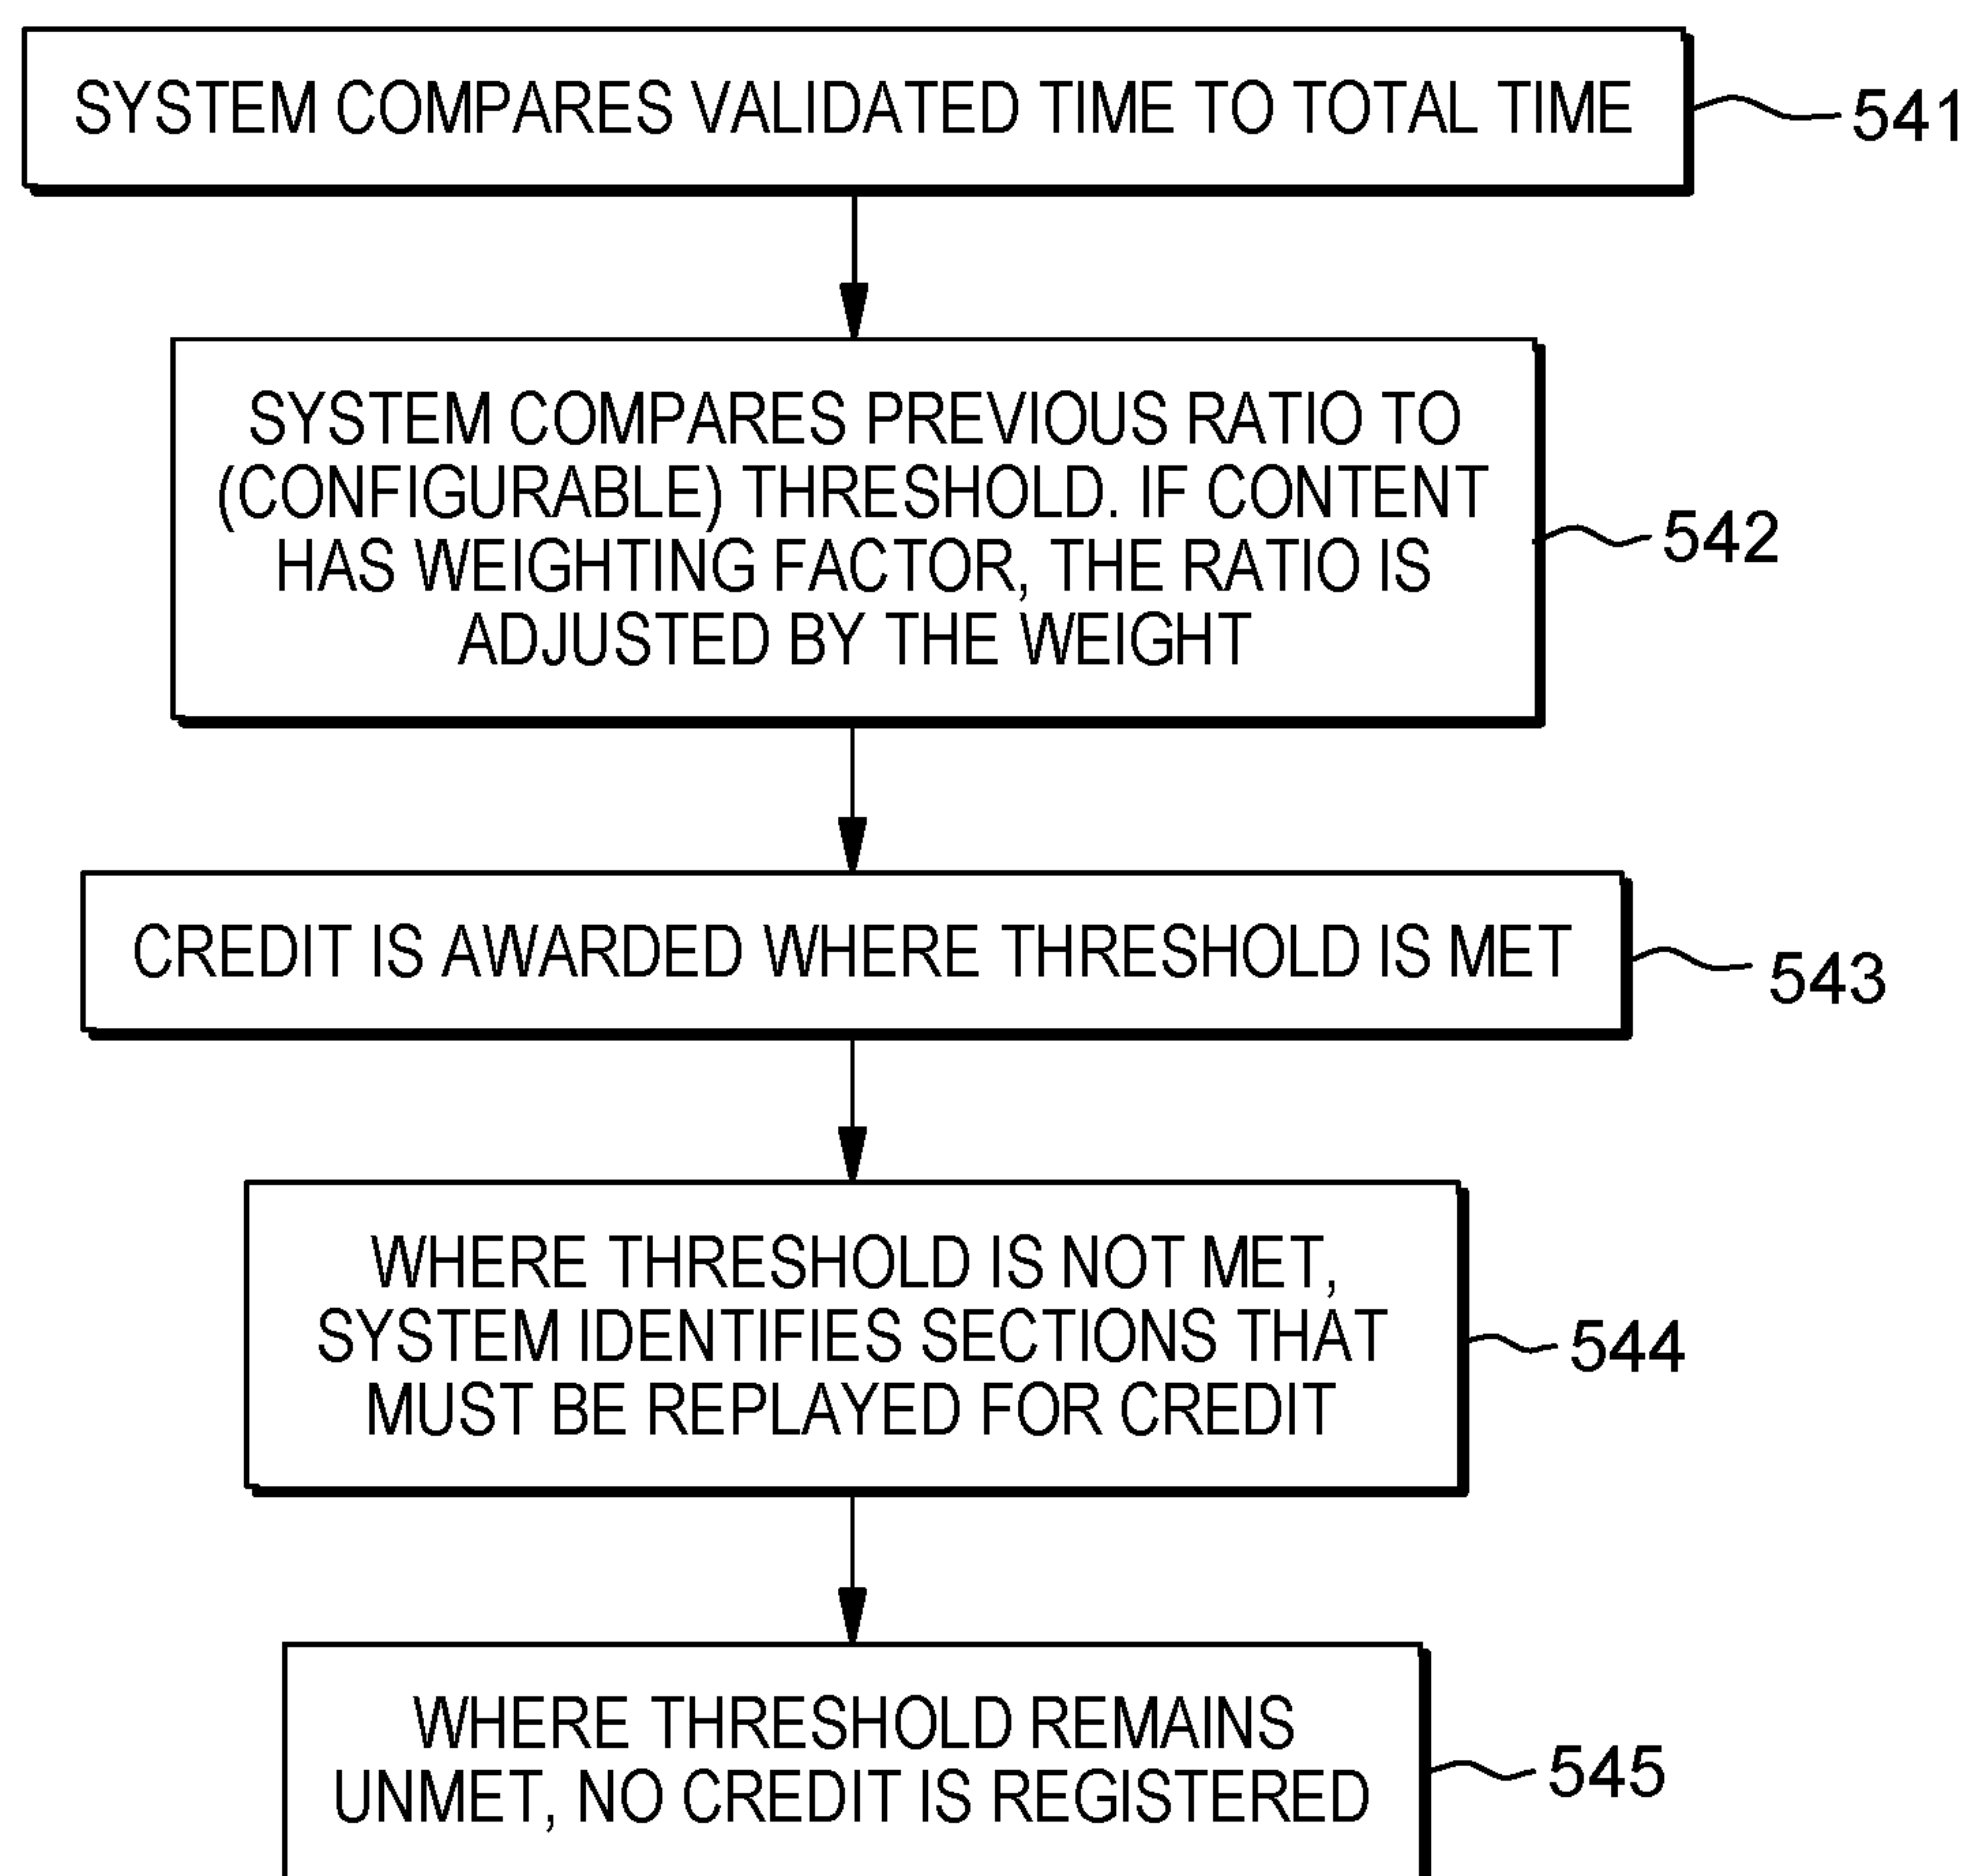 SYSTEM COMPARES VALIDATED TIME TO TOTAL TIME
541
SYSTEM COMPARES PREVIOUS RATIO TO
(CONFIGURABLE) THRESHOLD. IF CONTENT
HAS WEIGHTING FACTOR, THE RATIO IS
ADJUSTED BY THE WEIGHT
542
CREDIT IS AWARDED WHERE THRESHOLD IS MET
543
WHERE THRESHOLD IS NOT MET,
SYSTEM IDENTIFIES SECTIONS THAT
MUST BE REPLAYED FOR CREDIT
544
WHERE THRESHOLD REMAINS
UNMET, NO CREDIT IS REGISTERED
545